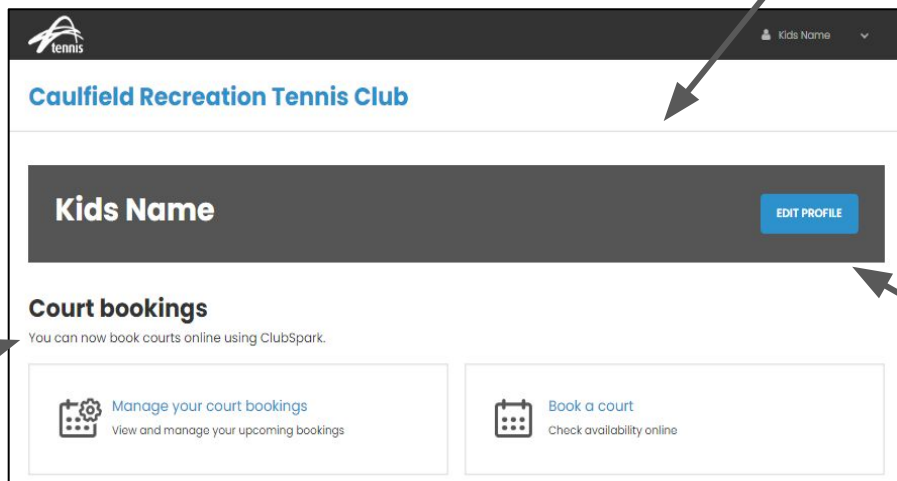 tennis
Kids Name
Caulfield Recreation Tennis Club
Kids Name
EDIT PROFILE
Court bookings
You can now book courts online using ClubSpark.
Manage your court bookings
View and manage your upcoming bookings
Book a court
Check availability online